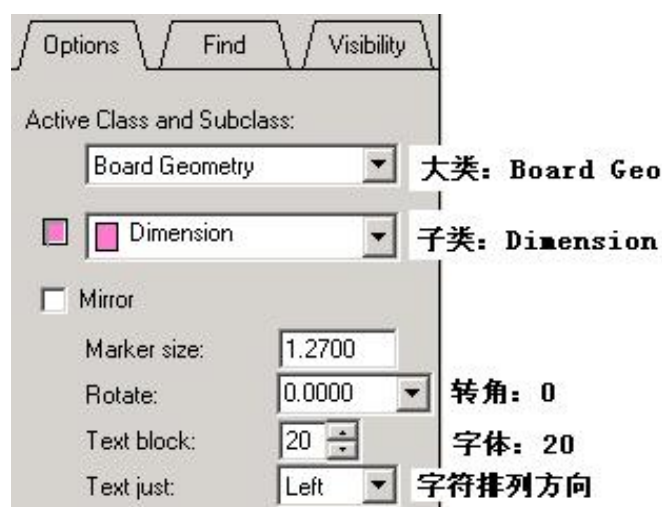 Options Find Visibility
Active Class and Subclass:
Board Geometry 大类: Board Geo
Dimension 子类: Dimension
Mirror
Marker size: 1.2700
Rotate: 0.0000 转角: 0
Text block: 20 字体: 20
Text just: Left 字符排列方向